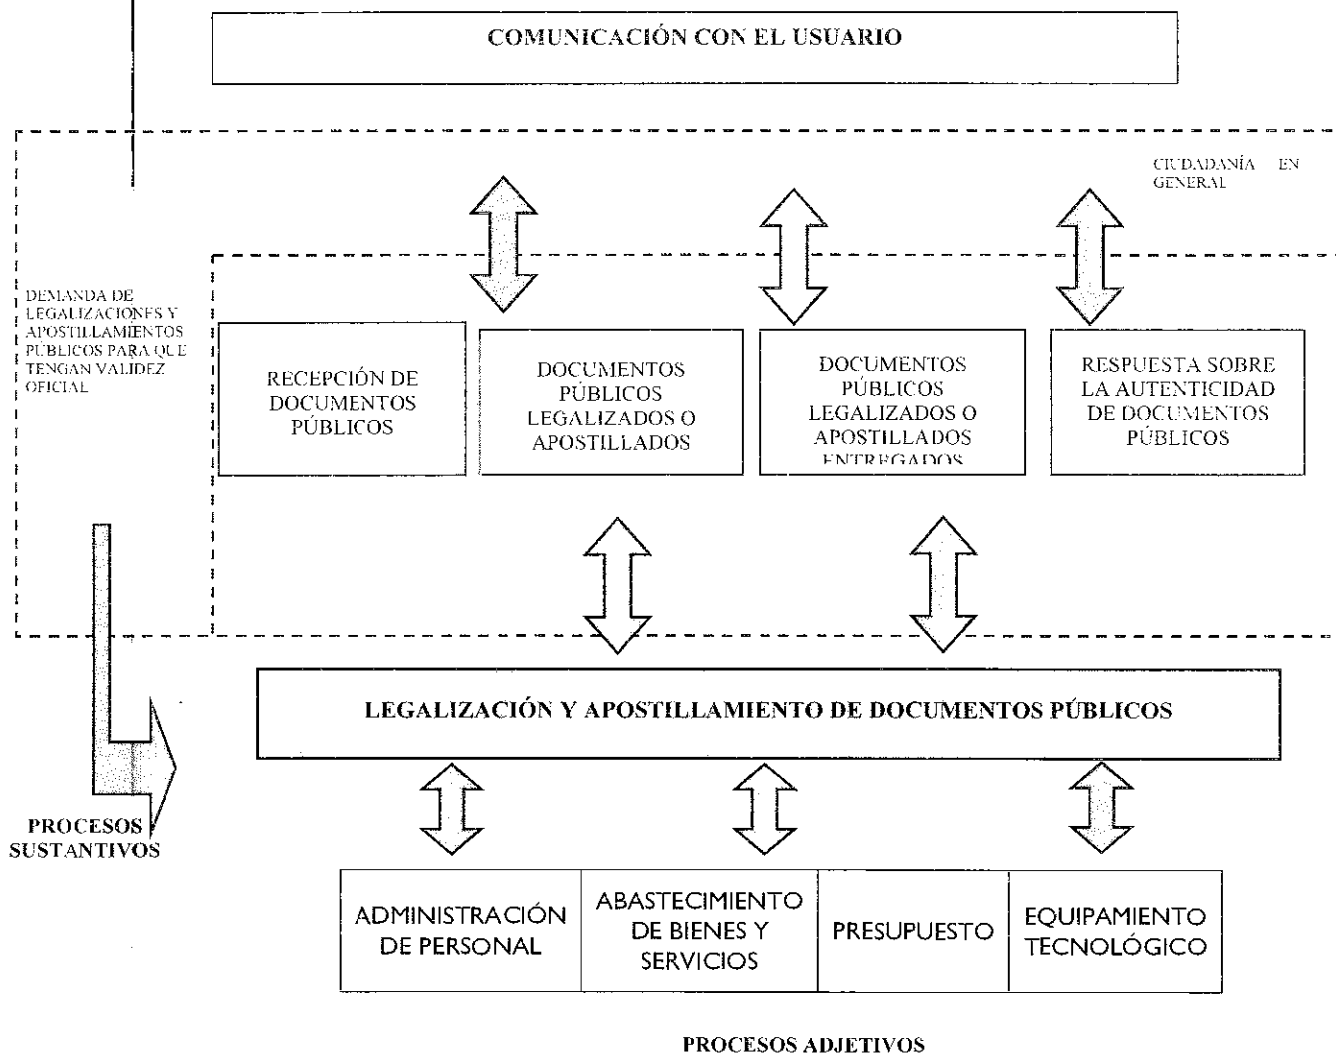 COMUNICACIÓN CON EL USUARIO
CIUDADANÍA EN
GENERAL
DEMANDA DE
LEGALIZACIONES Y
APOSTILLAMIENTOS
PÚBLICOS PARA QUE
TENGAN VALIDEZ
OFICIAL
RECEPCIÓN DE
DOCUMENTOS
PÚBLICOS
DOCUMENTOS
PÚBLICOS
LEGALIZADOS O
APOSTILLADOS
DOCUMENTOS
PÚBLICOS
LEGALIZADOS O
APOSTILLADOS
ENTREGADOS
RESPUESTA SOBRE
LA AUTENTICIDAD
DE DOCUMENTOS
PÚBLICOS
LEGALIZACIÓN Y APOSTILLAMIENTO DE DOCUMENTOS PÚBLICOS
PROCESOS
SUSTANTIVOS
ADMINISTRACIÓN
DE PERSONAL
ABASTECIMIENTO
DE BIENES Y
SERVICIOS
PRESUPUESTO
EQUIPAMIENTO
TECNOLÓGICO
PROCESOS ADJETIVOS